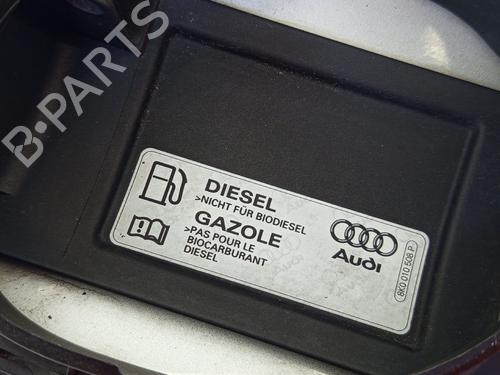 B-PARTS
DIESEL
>NICHT FÜR BIODIESEL
GAZOLE
>PAS POUR LE
BIOCARBURANT
DIESEL
Audi
8K0 010 508 P